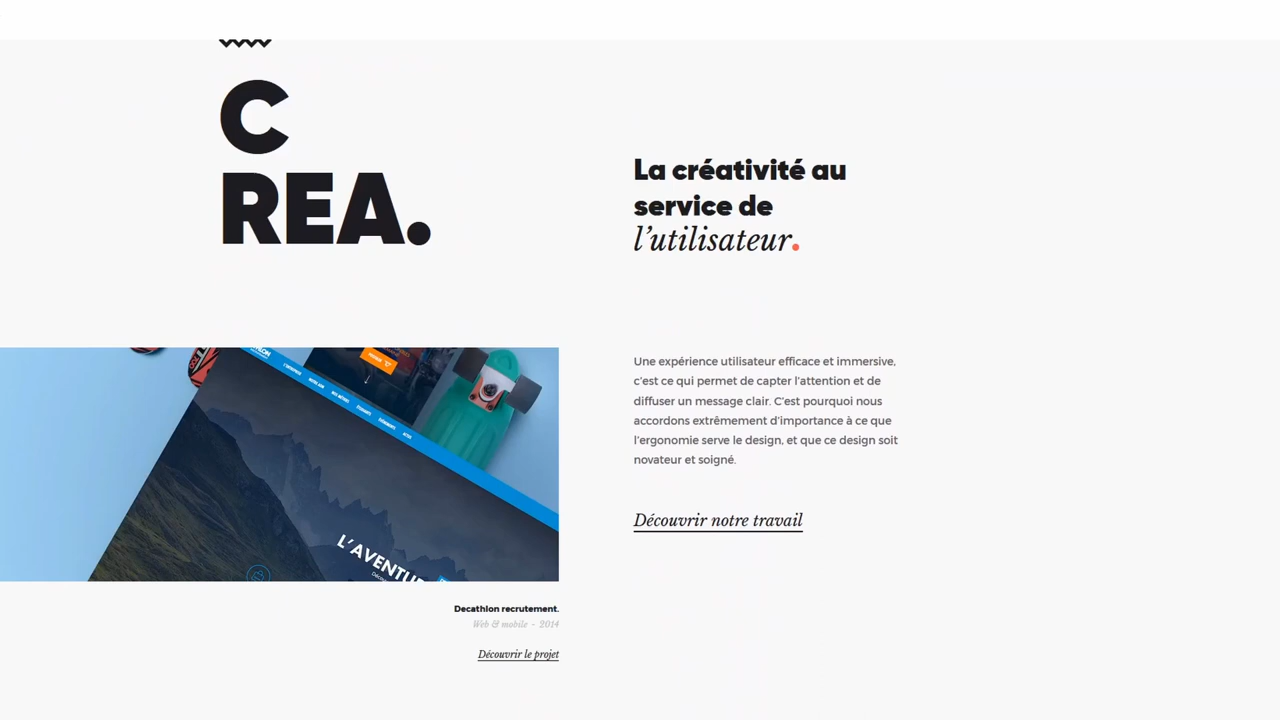 C
REA.
La créativité au
service de
l'utilisateur.
Une expérience utilisateur efficace et immersive,
c'est ce qui permet de capter l'attention et de
diffuser un message clair. C'est pourquoi nous
accordons extrêmement d'importance à ce que
l'ergonomie serve le design, et que ce design soit
novateur et soigné.
Découvrir notre travail
L'AVENTUR
Decathlon recrutement.
Web & mobile - 2014
Découvrir le projet